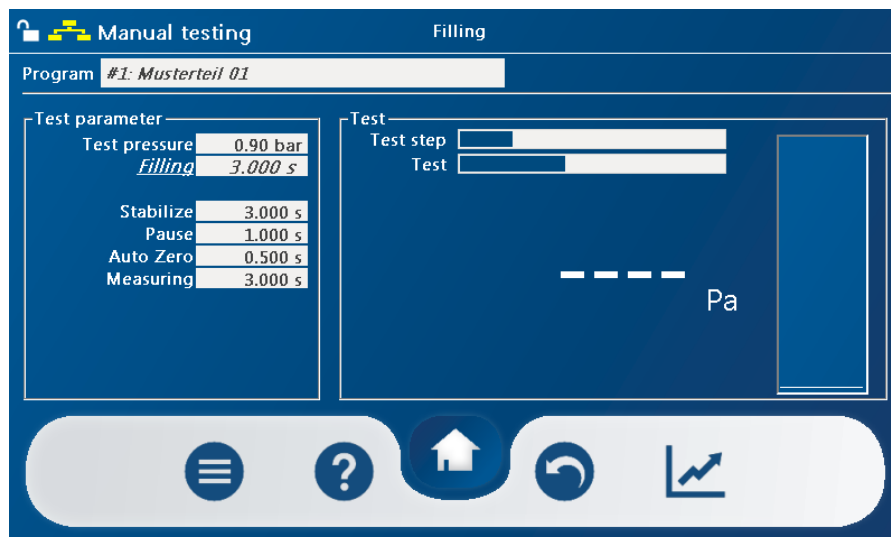 Manual testing Filling
Program #1: Musterteil 01
Test parameter
Test pressure 0.90 bar
Filling 3.000 s
Stabilize 3.000 s
Pause 1.000 s
Auto Zero 0.500 s
Measuring 3.000 s
Test
Test step
Test
– – – –
Pa
?